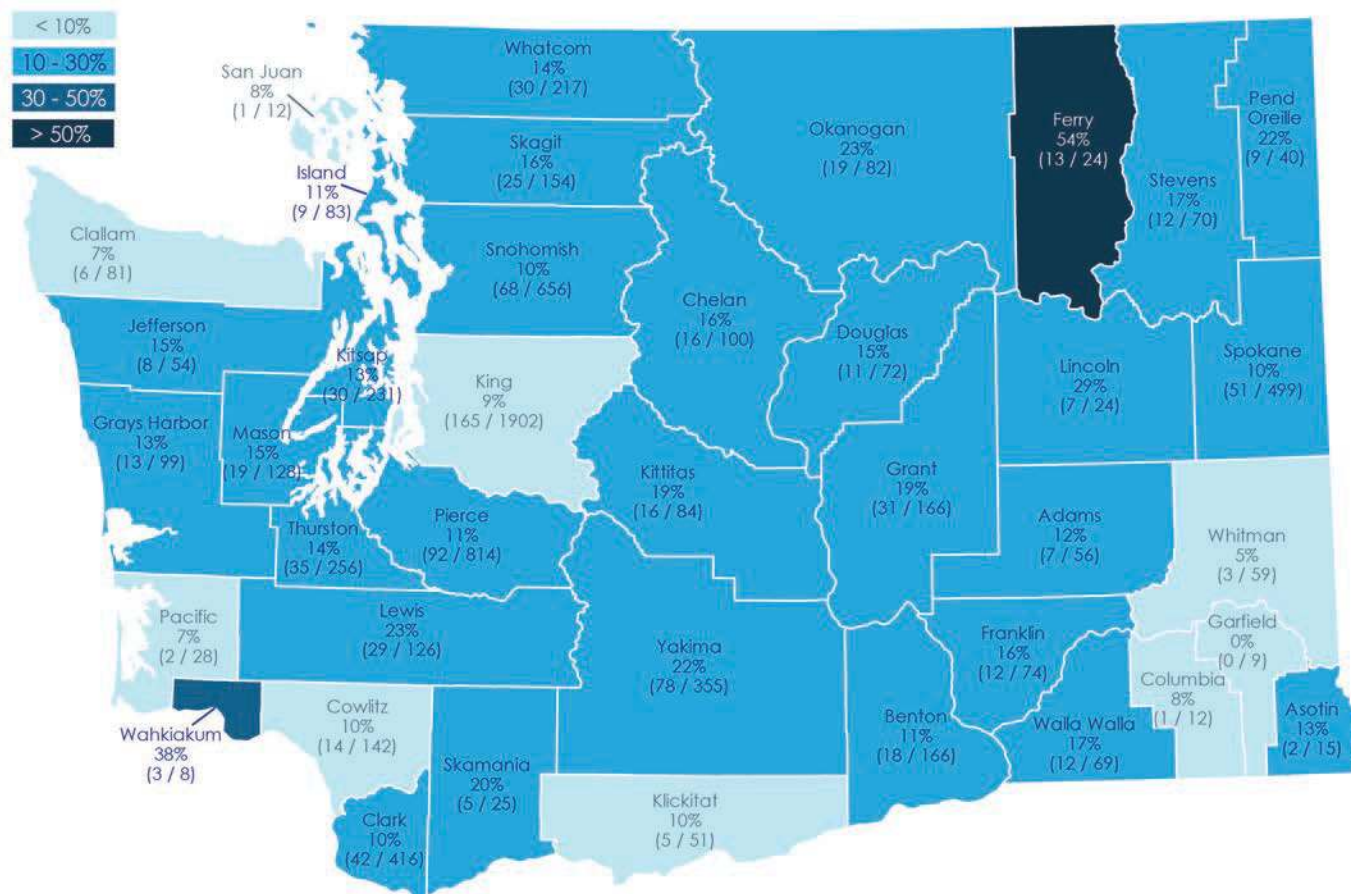 < 10%
10 - 30%
30 - 50%
> 50%
San Juan
8%
(1 / 12)
Whatcom
14%
(30 / 217)
Skagit
16%
(25 / 154)
Island
11%
(9 / 83)
Snohomish
10%
(68 / 656)
Okanogan
23%
(19 / 82)
Ferry
54%
(13 / 24)
Stevens
17%
(12 / 70)
Pend
Oreille
22%
(9 / 40)
Clallam
7%
(6 / 81)
Jefferson
15%
(8 / 54)
Kitsap
13%
(30 / 231)
King
9%
(165 / 1902)
Chelan
16%
(16 / 100)
Douglas
15%
(11 / 72)
Lincoln
29%
(7 / 24)
Spokane
10%
(51 / 499)
Grays Harbor
13%
(13 / 99)
Mason
15%
(19 / 128)
Thurston
14%
(35 / 256)
Pierce
11%
(92 / 814)
Kittitas
19%
(16 / 84)
Grant
19%
(31 / 166)
Adams
12%
(7 / 56)
Whitman
5%
(3 / 59)
Pacific
7%
(2 / 28)
Lewis
23%
(29 / 126)
Yakima
22%
(78 / 355)
Franklin
16%
(12 / 74)
Garfield
0%
(0 / 9)
Columbia
8%
(1 / 12)
Asotin
13%
(2 / 15)
Wahkiakum
38%
(3 / 8)
Cowlitz
10%
(14 / 142)
Skamania
20%
(5 / 25)
Benton
11%
(18 / 166)
Walla Walla
17%
(12 / 69)
Clark
10%
(42 / 416)
Klickitat
10%
(5 / 51)